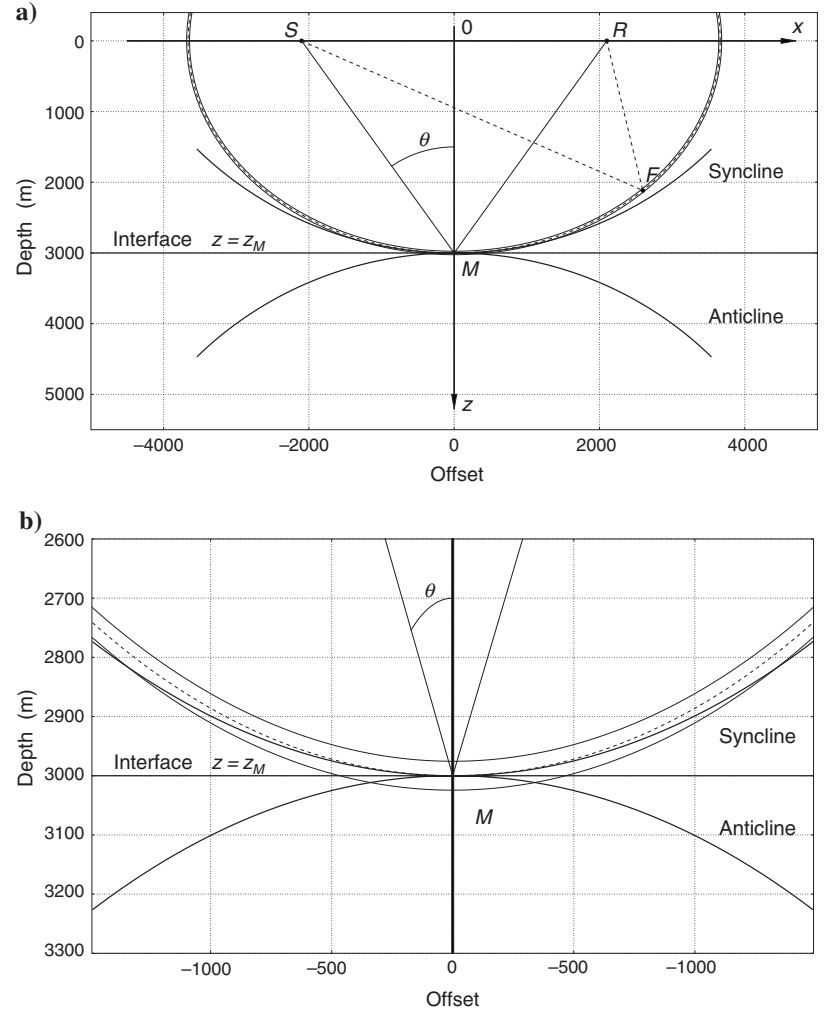 a)
S
0
R
x
0
1000
θ
2000
F
Syncline
Interface z = z_M
3000
M
4000
Anticline
5000
z
–4000 –2000 0 2000 4000
Depth (m)
Offset
b)
2600
θ
2700
2800
2900
Syncline
Interface z = z_M
3000
M
3100
Anticline
3200
3300
–1000 –500 0 –500 –1000
Depth (m)
Offset